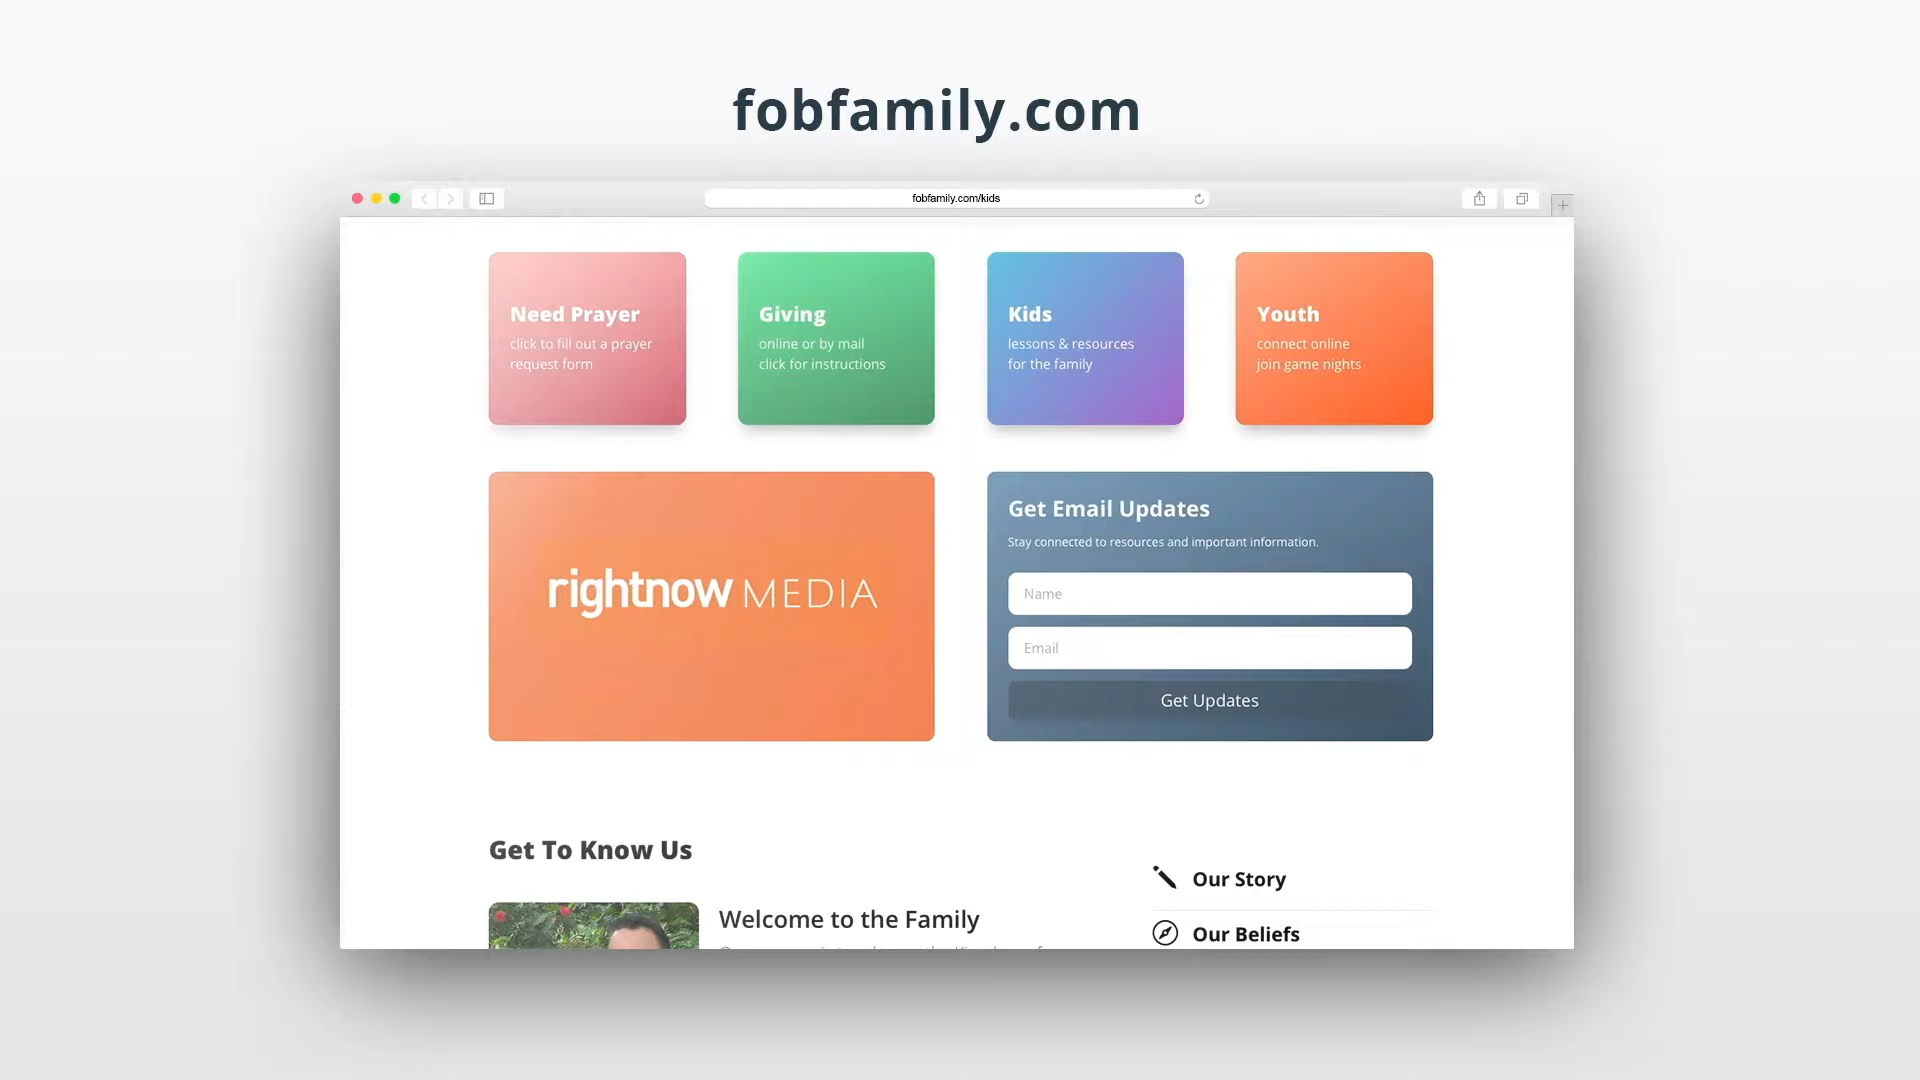 fobfamily.com
fobfamily.com/kids
Need Prayer
click to fill out a prayer
request form
Giving
online or by mail
click for instructions
Kids
lessons & resources
for the family
Youth
connect online
join game nights
rightnow MEDIA
Get Email Updates
Stay connected to resources and important information.
Name
Email
Get Updates
Get To Know Us
Welcome to the Family
Our Story
Our Beliefs